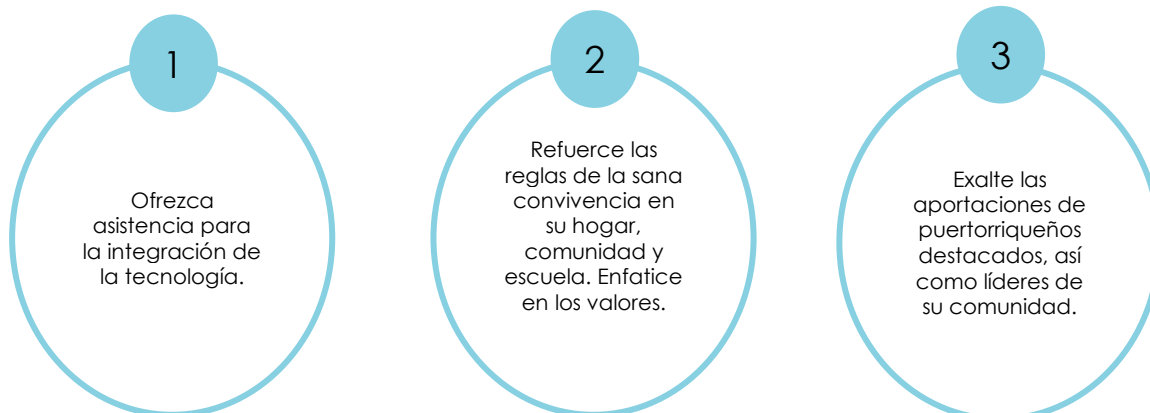 1
Ofrezca
asistencia para
la integración de
la tecnología.
2
Refuerce las
reglas de la sana
convivencia en
su hogar,
comunidad y
escuela. Enfatice
en los valores.
3
Exalte las
aportaciones de
puertorriqueños
destacados, así
como líderes de
su comunidad.